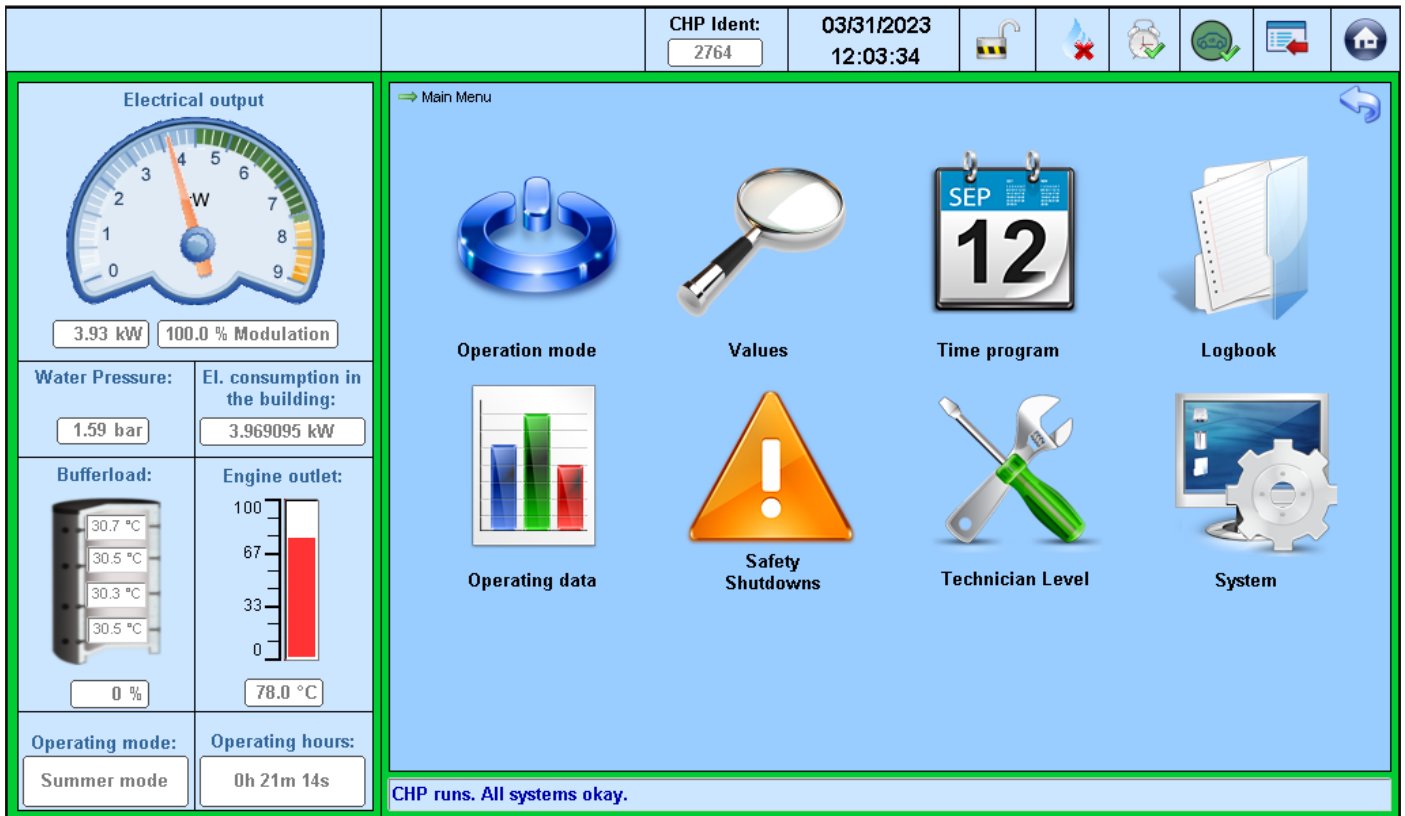 CHP Ident:
2764
03/31/2023
12:03:34
Electrical output
0
1
2
3
4
5
6
7
8
9
W
3.93 kW
100.0 % Modulation
Water Pressure:
1.59 bar
El. consumption in
the building:
3.969095 kW
Bufferload:
30.7 °C
30.5 °C
30.3 °C
30.5 °C
0 %
Engine outlet:
100
67
33
0
78.0 °C
Operating mode:
Summer mode
Operating hours:
0h 21m 14s
Main Menu
Operation mode
Values
SEP
12
Time program
Logbook
Operating data
Safety
Shutdowns
Technician Level
System
CHP runs. All systems okay.